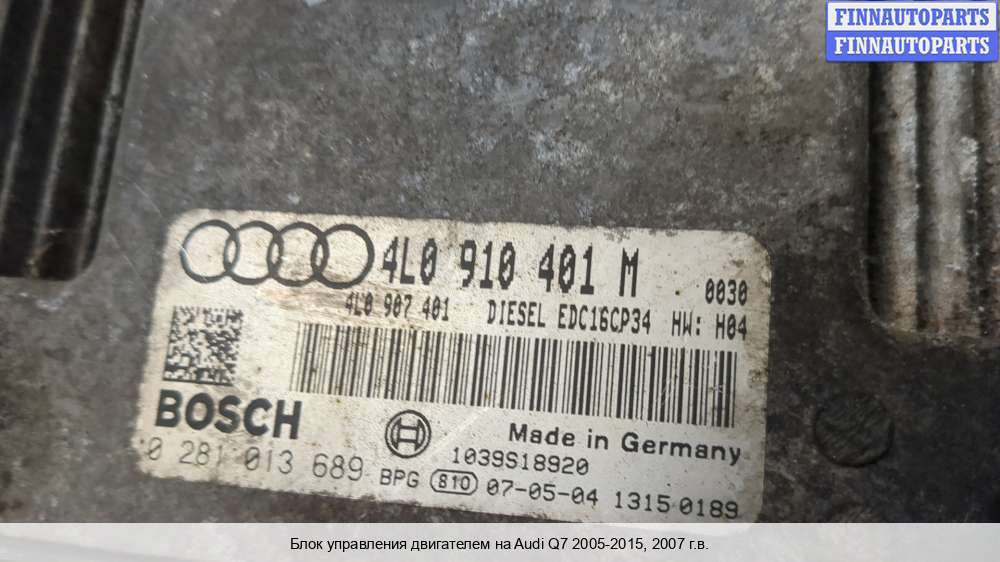 FINNAUTOPARTS
FINNAUTOPARTS
4L0 910 401 M
0030
4L0 907 401 DIESEL EDC16CP34 HW: H04
BOSCH
Made in Germany
0 281 013 689
1039S18920
BPG 810 07-05-04 1315 0189
Блок управления двигателем на Audi Q7 2005-2015, 2007 г.в.